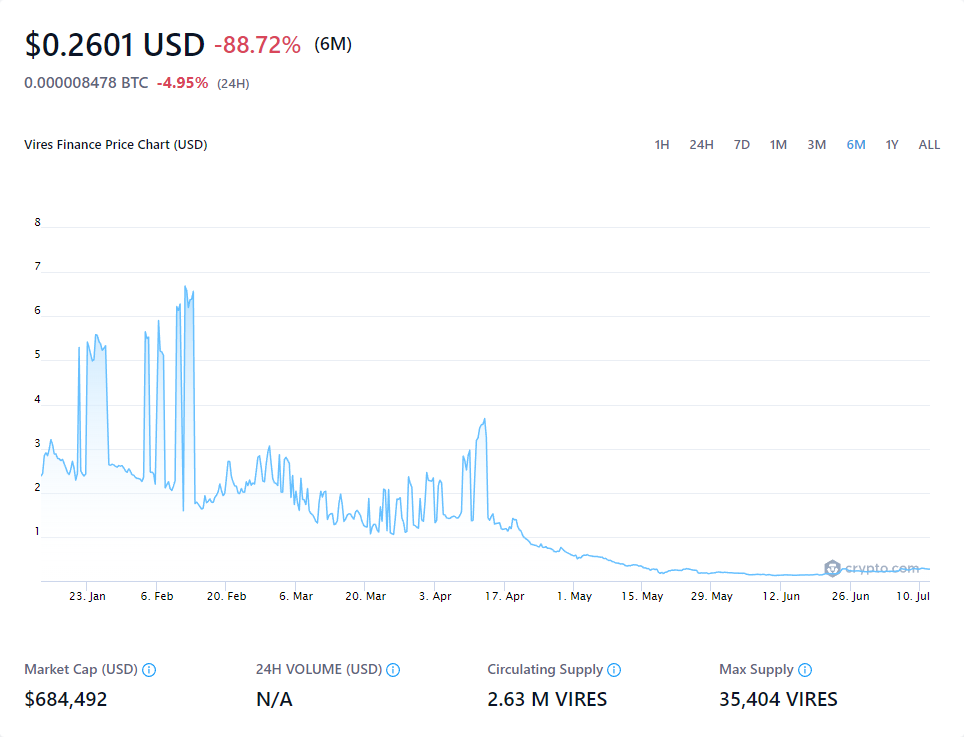 $0.2601 USD -88.72% (6M)
0.000008478 BTC -4.95% (24H)
Vires Finance Price Chart (USD) 1H 24H 7D 1M 3M 6M 1Y ALL
8
7
6
5
4
3
2
1
crypto.com
23. Jan 6. Feb 20. Feb 6. Mar 20. Mar 3. Apr 17. Apr 1. May 15. May 29. May 12. Jun 26. Jun 10. Jul
Market Cap (USD) 24H VOLUME (USD) Circulating Supply Max Supply
$684,492 N/A 2.63 M VIRES 35,404 VIRES